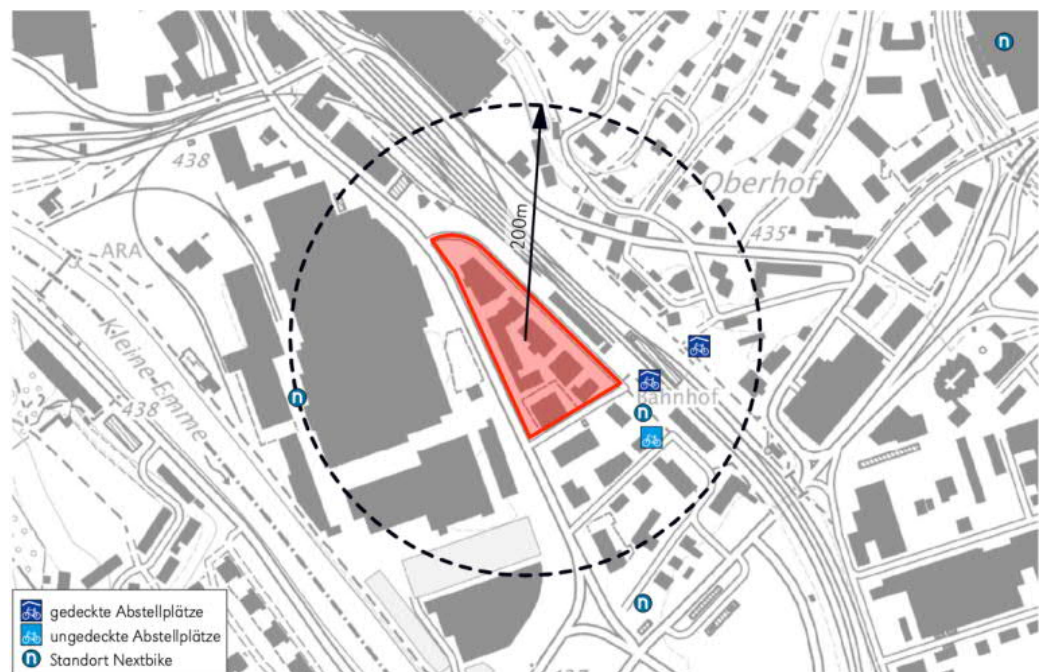 n
438
Oberhof
200m
435
ARA
Kleine Emme
n
Bahnhof
n
438
n
gedeckte Abstellplätze
ungedeckte Abstellplätze
n Standort Nextbike